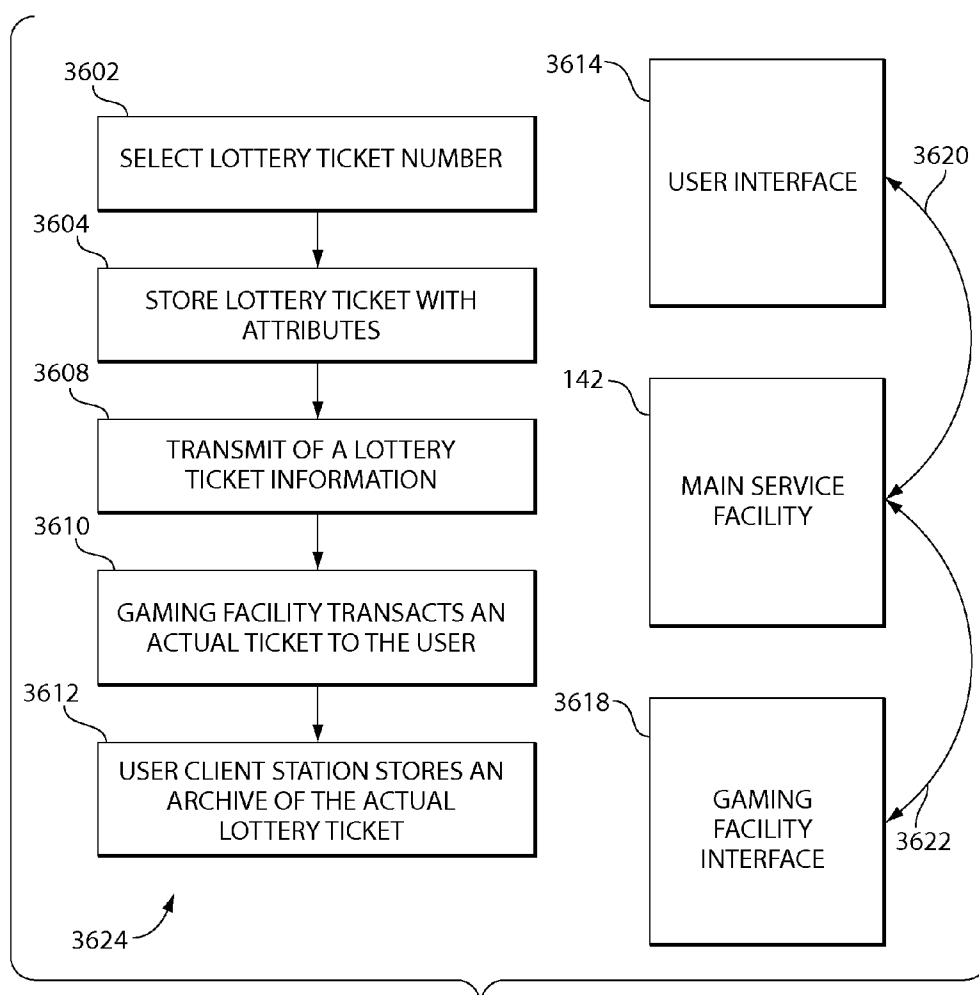 3602
SELECT LOTTERY TICKET NUMBER
3604
STORE LOTTERY TICKET WITH
ATTRIBUTES
3608
TRANSMIT OF A LOTTERY
TICKET INFORMATION
3610
GAMING FACILITY TRANSACTS AN
ACTUAL TICKET TO THE USER
3612
USER CLIENT STATION STORES AN
ARCHIVE OF THE ACTUAL
LOTTERY TICKET
3624
3614
USER INTERFACE
3620
142
MAIN SERVICE
FACILITY
3618
GAMING
FACILITY
INTERFACE
3622